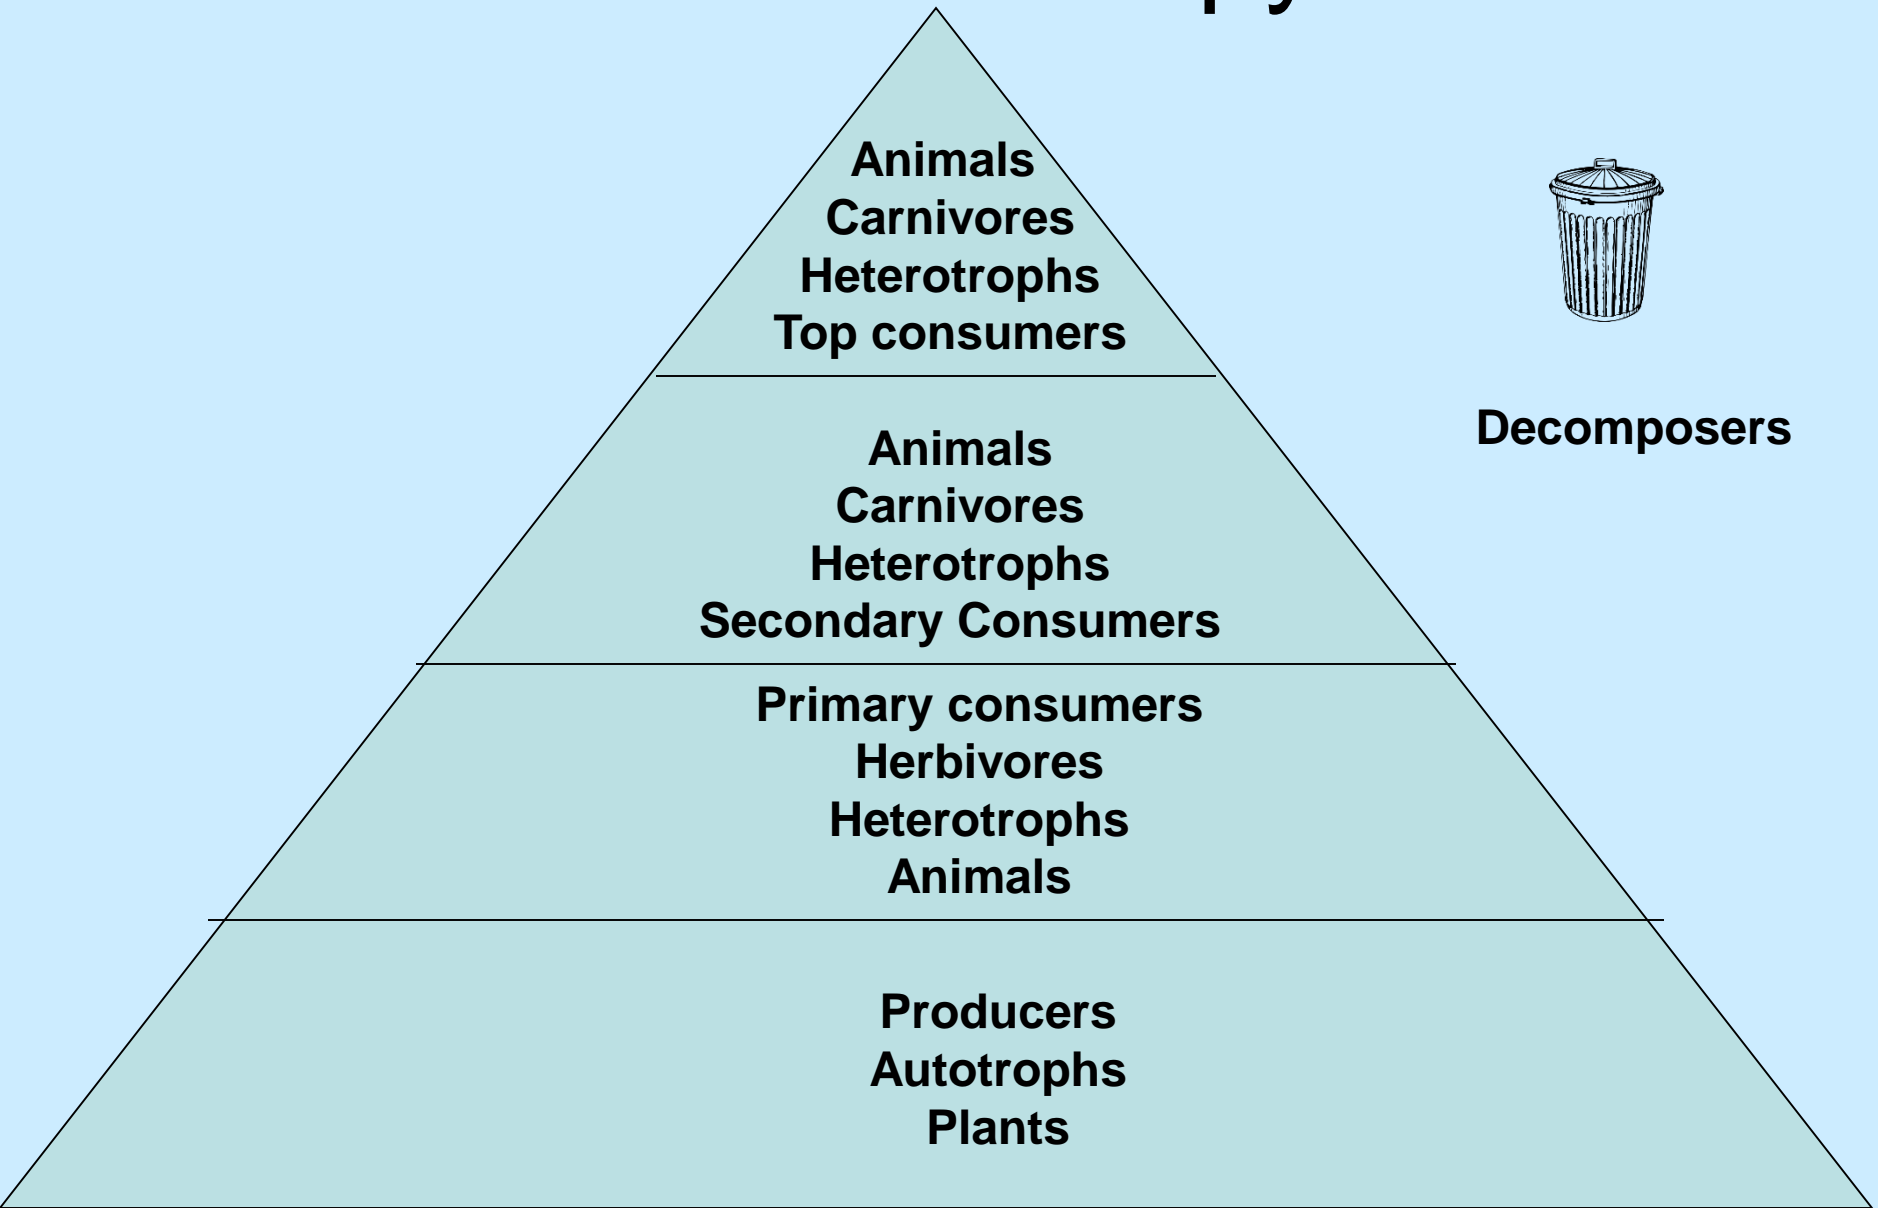 Animals
Carnivores
Heterotrophs
Top consumers
Decomposers
Animals
Carnivores
Heterotrophs
Secondary Consumers
Primary consumers
Herbivores
Heterotrophs
Animals
Producers
Autotrophs
Plants